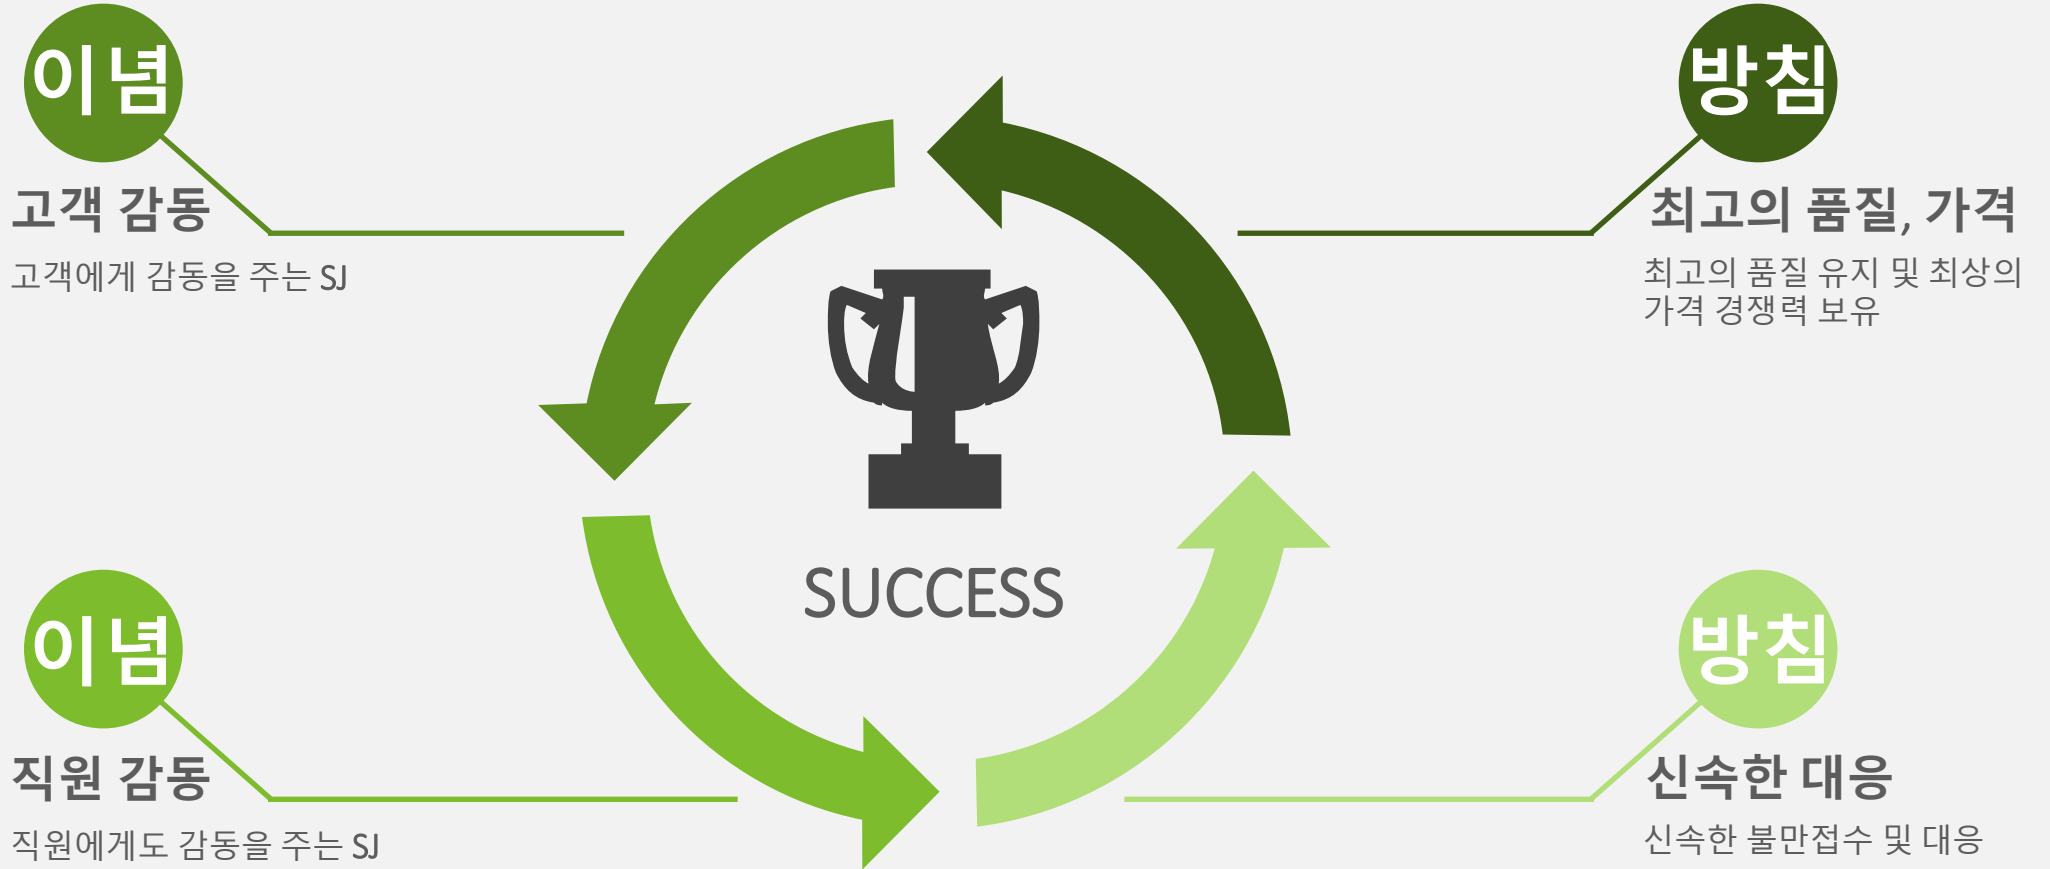 이념
고객 감동
고객에게 감동을 주는 SJ
방침
최고의 품질, 가격
최고의 품질 유지 및 최상의
가격 경쟁력 보유
SUCCESS
이념
직원 감동
직원에게도 감동을 주는 SJ
방침
신속한 대응
신속한 불만접수 및 대응